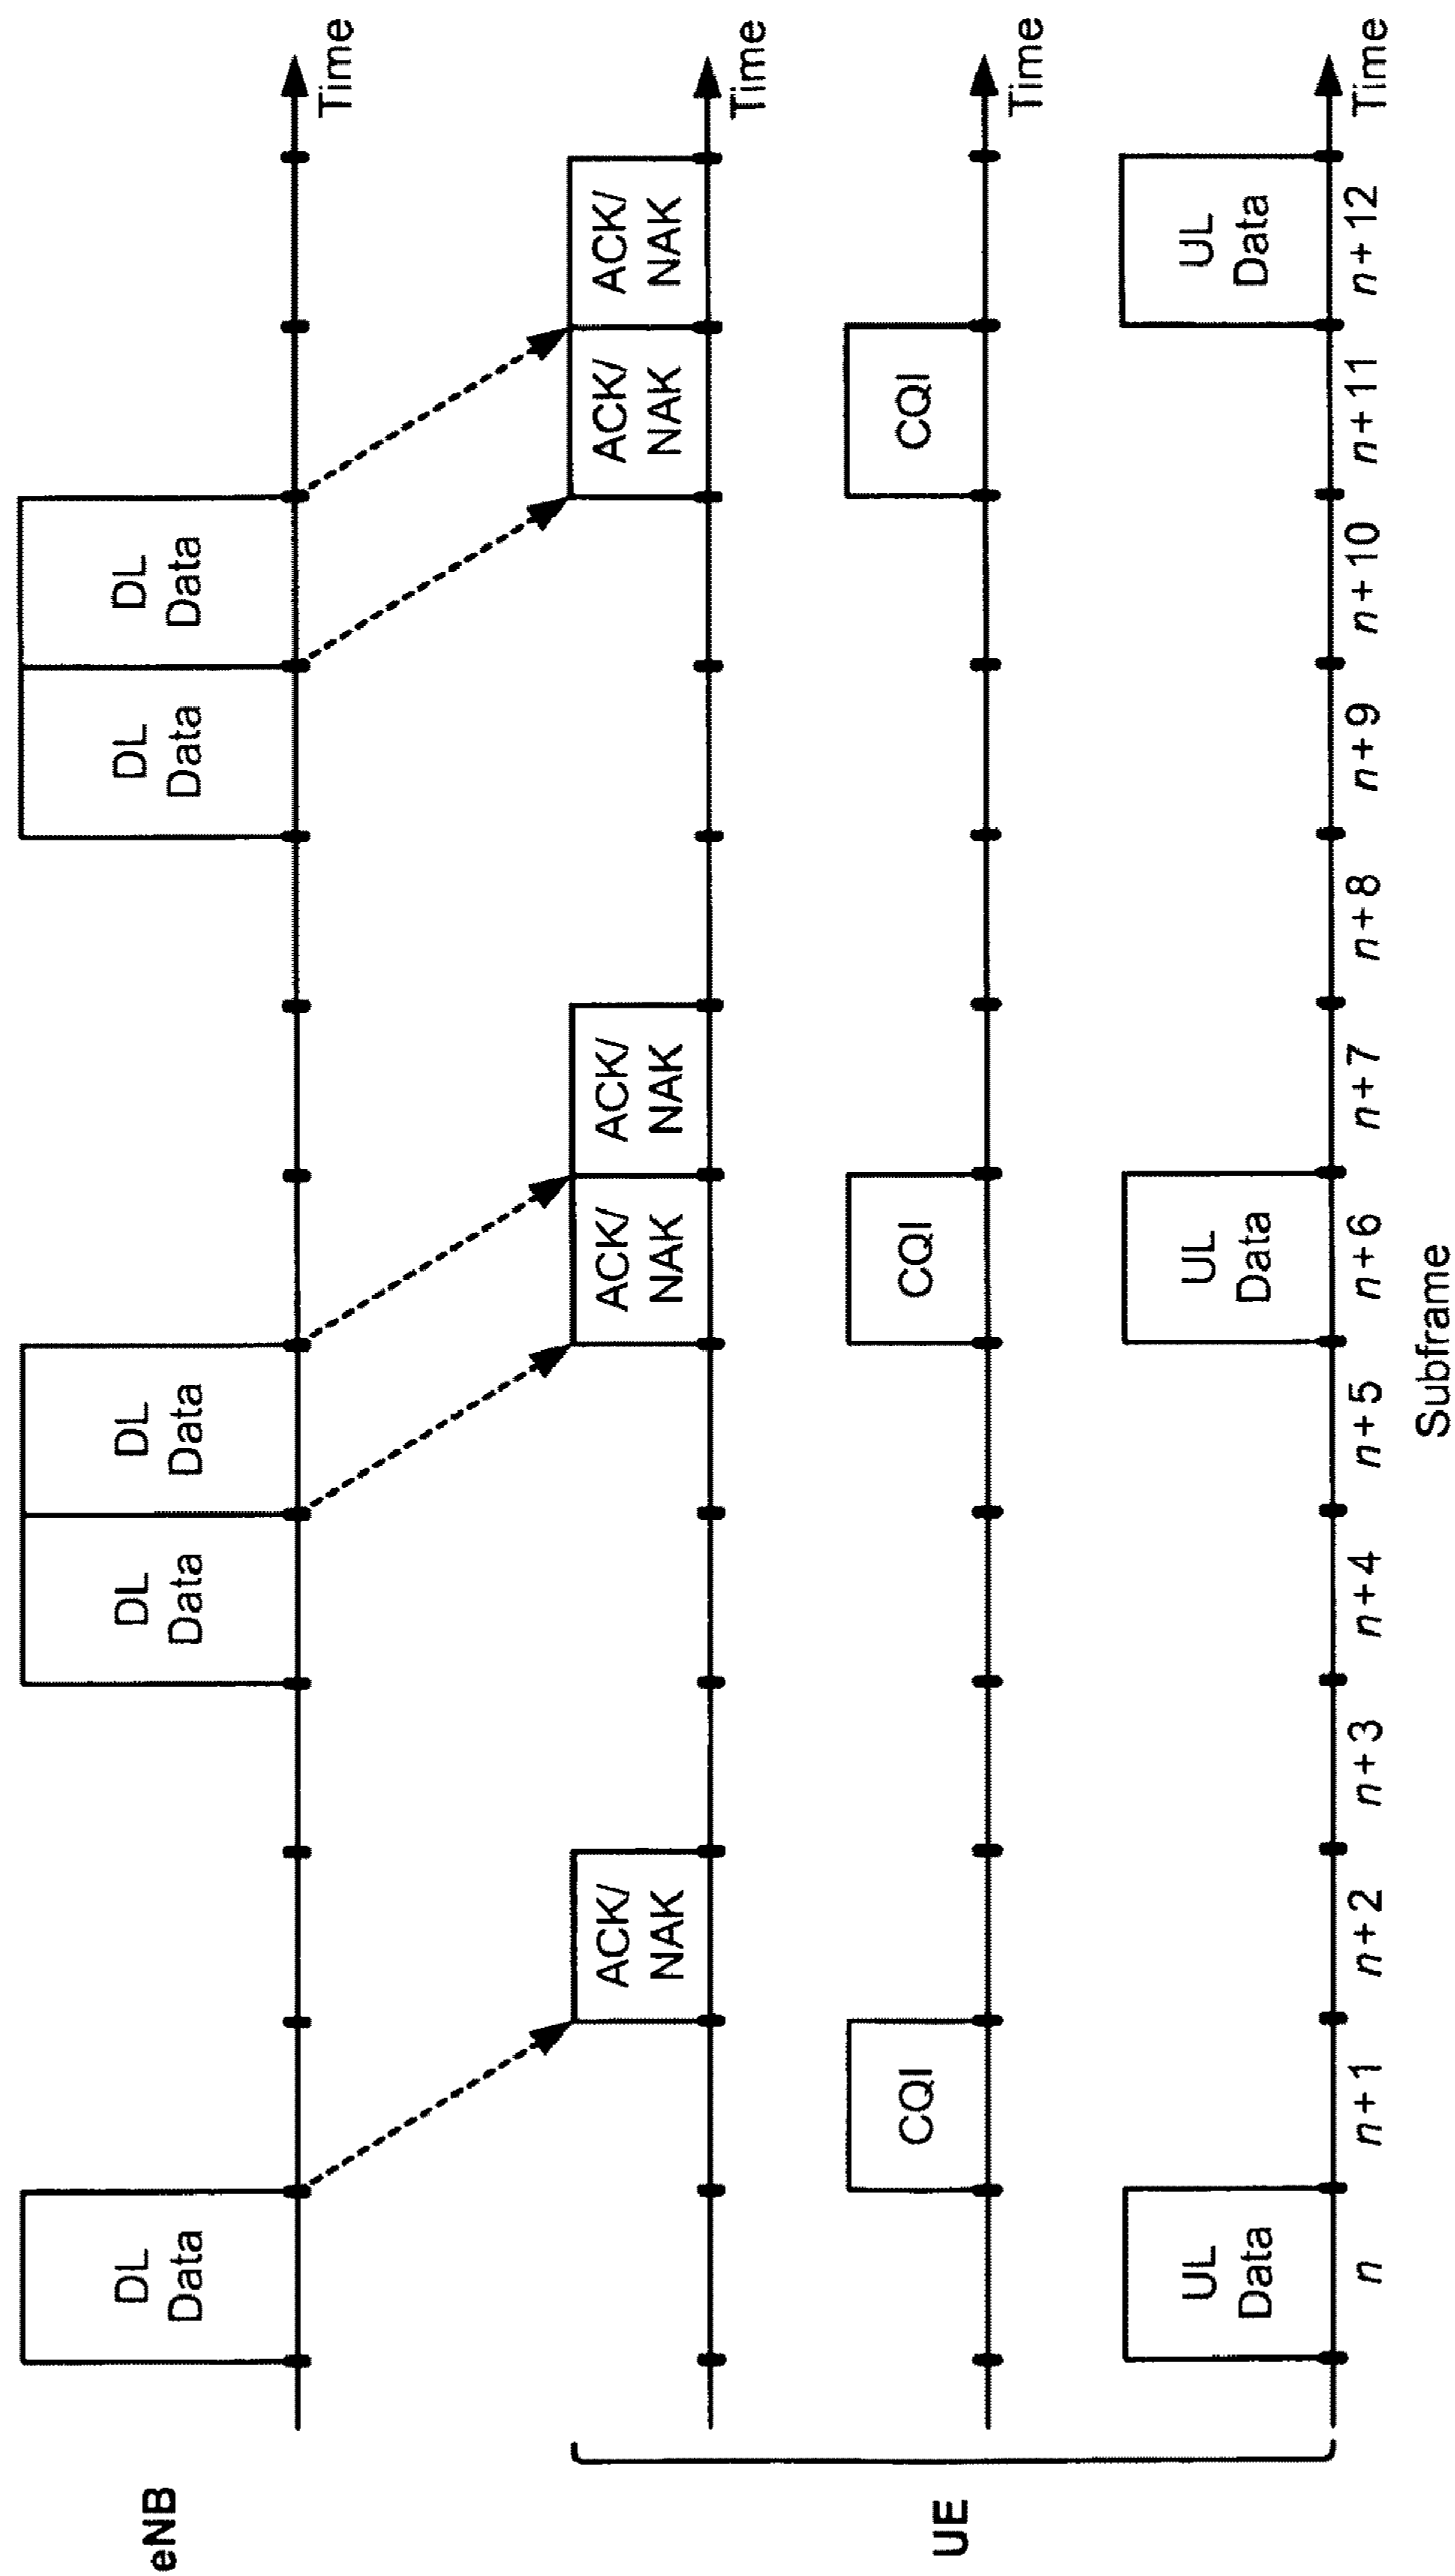 eNB
DL
Data
DL
Data
DL
Data
DL
Data
DL
Data
Time
ACK/
NAK
ACK/
NAK
ACK/
NAK
ACK/
NAK
ACK/
NAK
Time
UE
CQI
CQI
CQI
Time
UL
Data
UL
Data
UL
Data
Time
n
n + 1
n + 2
n + 3
n + 4
n + 5
n + 6
n + 7
n + 8
n + 9
n + 10
n + 11
n + 12
Subframe